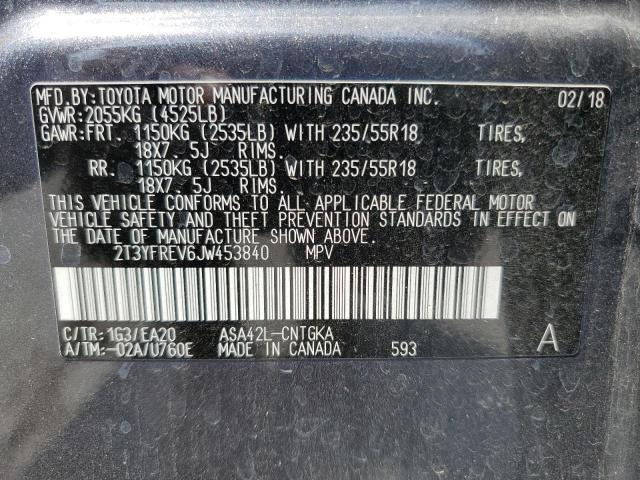 MFD.BY:TOYOTA MOTOR MANUFACTURING CANADA INC. 02/18
GVWR:2055KG (4525LB)
GAWR:FRT. 1150KG (2535LB) WITH 235/55R18 TIRES,
18X7.5J RIMS.
RR. 1150KG (2535LB) WITH 235/55R18 TIRES,
18X7.5J RIMS.
THIS VEHICLE CONFORMS TO ALL APPLICABLE FEDERAL MOTOR
VEHICLE SAFETY AND THEFT PREVENTION STANDARDS IN EFFECT ON
THE DATE OF MANUFACTURE SHOWN ABOVE.
2T3YFREV6JW453840 MPV
C/TR:1G3/EA20 ASA42L-CNTGKA
A/TM:-02A/U760E MADE IN CANADA 593 A